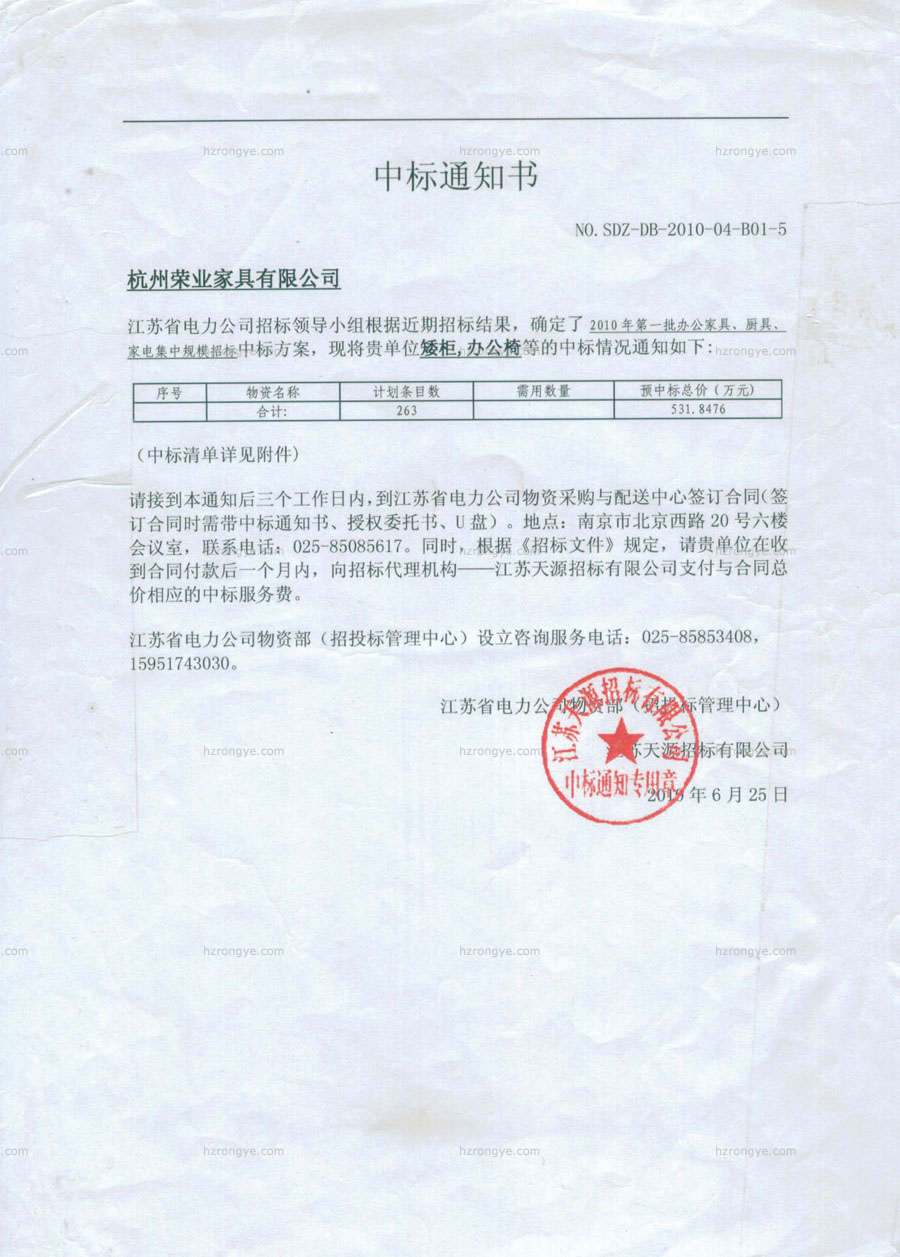 中标通知书
NO.SDZ-DB-2010-04-B01-5
杭州荣业家具有限公司
江苏省电力公司招标领导小组根据近期招标结果，确定了 2010年第一批办公家具、厨具、
家电集中规模招标中标方案，现将贵单位矮柜,办公椅等的中标情况通知如下:
序号 物资名称 计划条目数 需用数量 预中标总价（万元）
合计: 263 531.8476
（中标清单详见附件）
请接到本通知后三个工作日内,到江苏省电力公司物资采购与配送中心签订合同（签
订合同时需带中标通知书、授权委托书、U盘）。地点：南京市北京西路20号六楼
会议室，联系电话：025-85085617。同时，根据《招标文件》规定，请贵单位在收
到合同付款后一个月内，向招标代理机构——江苏天源招标有限公司支付与合同总
价相应的中标服务费。
江苏省电力公司物资部（招投标管理中心）设立咨询服务电话：025-85853408，
15951743030。
江苏省电力公司物资部（招投标管理中心）
江苏天源招标有限公司
年6月25日
江苏天源招标有限公司
中标通知专用章
hzrongye.com